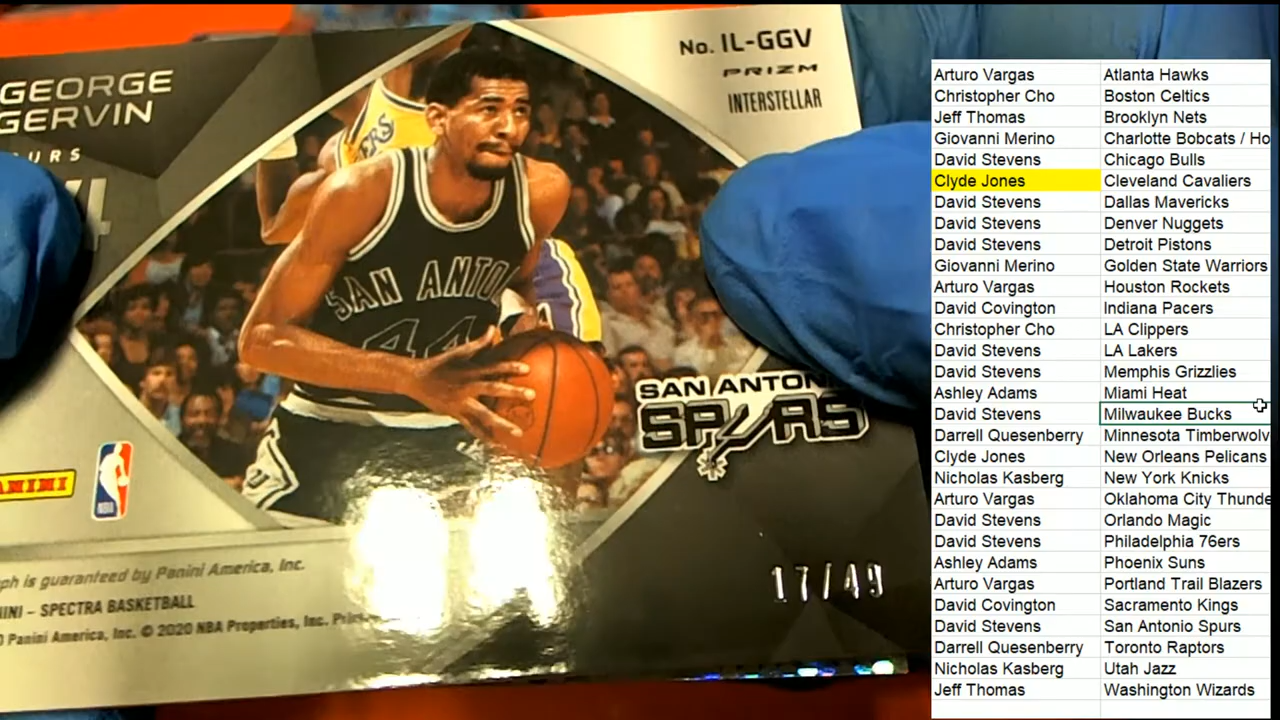 GEORGE
GERVIN
URS
No. IL-GGV
PRIZM
INTERSTELLAR
ERS
SAN ANTO
44
SAN ANTON
SPURS
ANINI
NBA
ph is guaranteed by Panini America, Inc.
INI – SPECTRA BASKETBALL
Panini America, Inc. © 2020 NBA Properties, Inc.
17/49
Arturo Vargas Atlanta Hawks
Christopher Cho Boston Celtics
Jeff Thomas Brooklyn Nets
Giovanni Merino Charlotte Bobcats / Ho
David Stevens Chicago Bulls
Clyde Jones Cleveland Cavaliers
David Stevens Dallas Mavericks
David Stevens Denver Nuggets
David Stevens Detroit Pistons
Giovanni Merino Golden State Warriors
Arturo Vargas Houston Rockets
David Covington Indiana Pacers
Christopher Cho LA Clippers
David Stevens LA Lakers
David Stevens Memphis Grizzlies
Ashley Adams Miami Heat
David Stevens Milwaukee Bucks
Darrell Quesenberry Minnesota Timberwolv
Clyde Jones New Orleans Pelicans
Nicholas Kasberg New York Knicks
Arturo Vargas Oklahoma City Thunde
David Stevens Orlando Magic
David Stevens Philadelphia 76ers
Ashley Adams Phoenix Suns
Arturo Vargas Portland Trail Blazers
David Covington Sacramento Kings
David Stevens San Antonio Spurs
Darrell Quesenberry Toronto Raptors
Nicholas Kasberg Utah Jazz
Jeff Thomas Washington Wizards